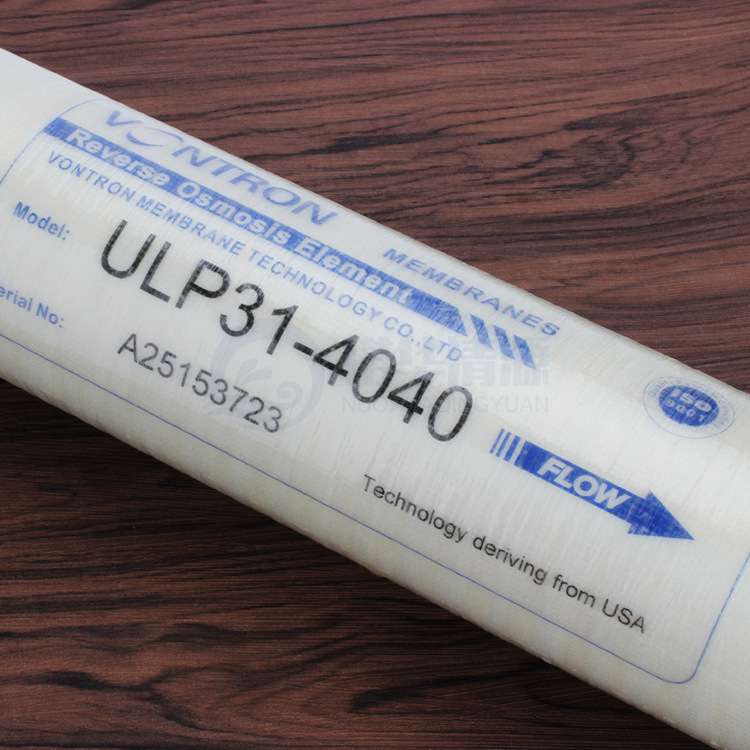 VONTRON
MEMBRANES
Reverse Osmosis Element
VONTRON MEMBRANE TECHNOLOGY CO.,LTD
Model: ULP31-4040
erial No: A25153723
ISO
9001
FLOW
Technology deriving from USA